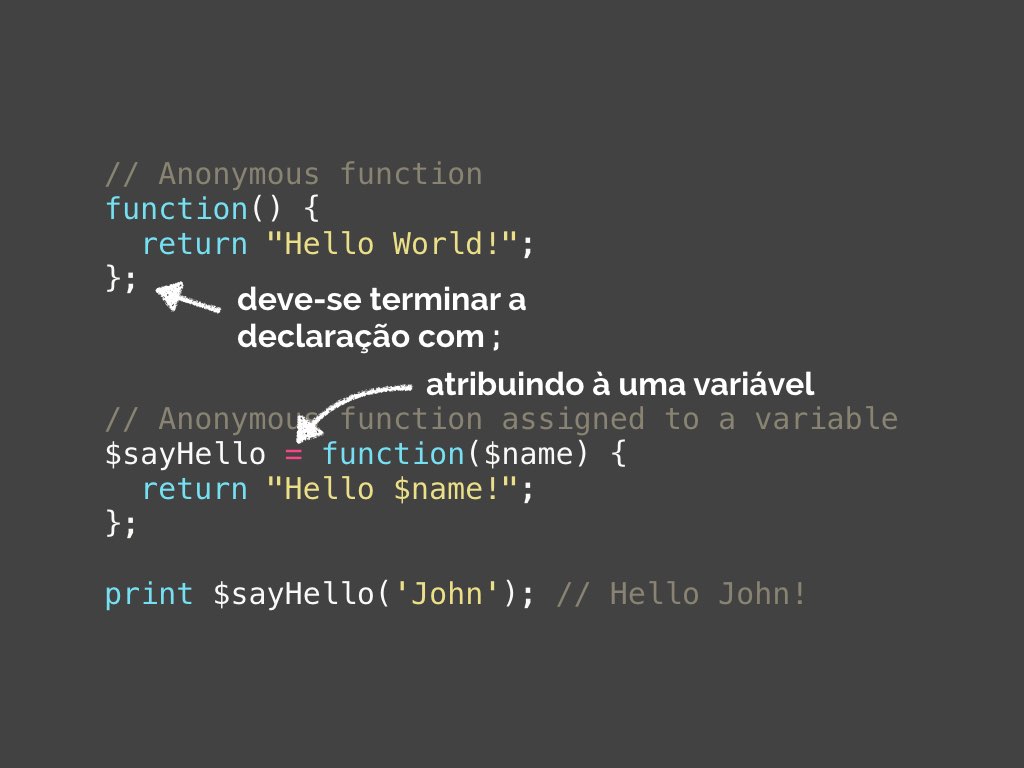 // Anonymous function
function() {
  return "Hello World!";
};
deve-se terminar a
declaração com ;
atribuindo à uma variável
// Anonymous function assigned to a variable
$sayHello = function($name) {
  return "Hello $name!";
};
print $sayHello('John'); // Hello John!